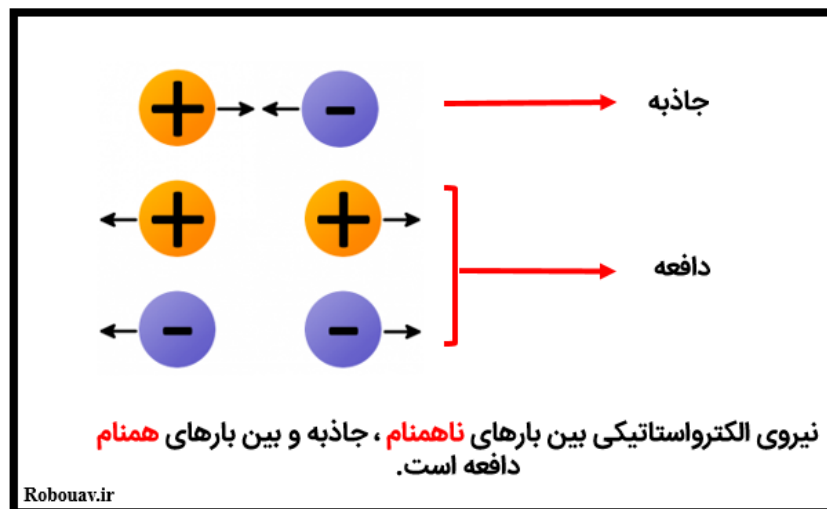 + -
جاذبه
+ +
دافعه
- -
نیروی الکترواستاتیکی بین بارهای ناهمنام ، جاذبه و بین بارهای همنام
دافعه است.
Robouav.ir